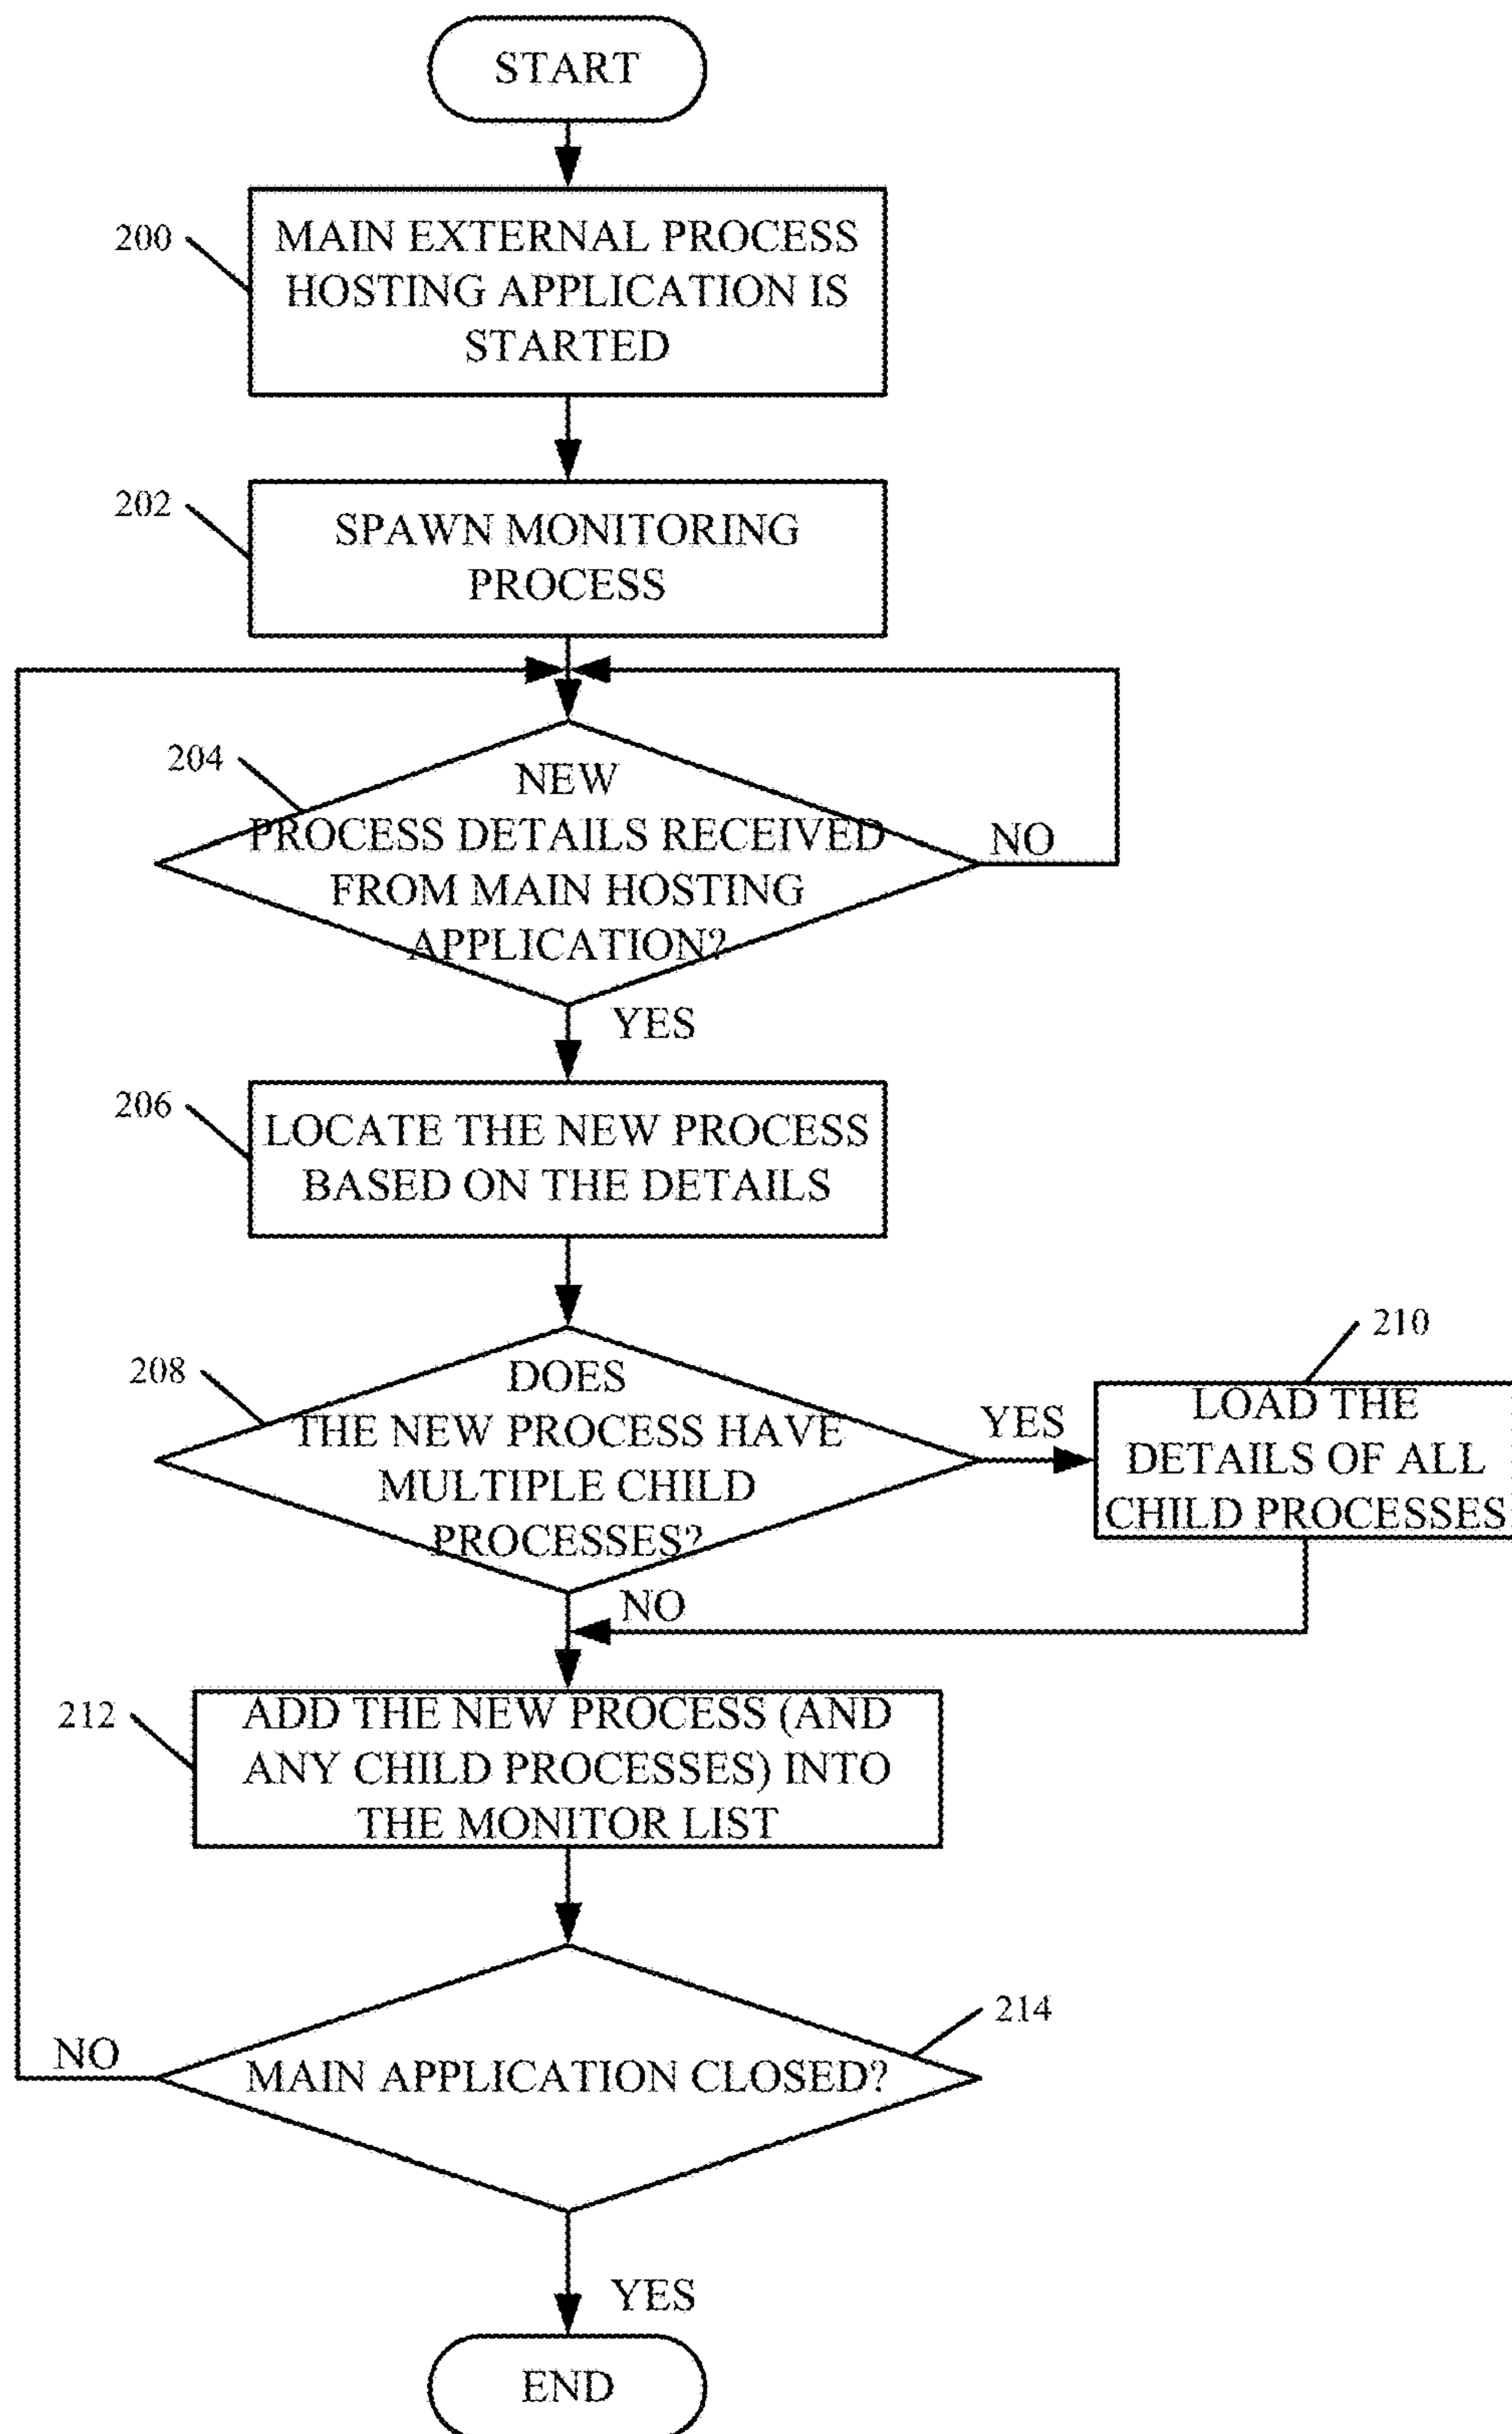 START
200
MAIN EXTERNAL PROCESS
HOSTING APPLICATION IS
STARTED
202
SPAWN MONITORING
PROCESS
204
NEW
PROCESS DETAILS RECEIVED
FROM MAIN HOSTING
APPLICATION?
NO
YES
206
LOCATE THE NEW PROCESS
BASED ON THE DETAILS
208
DOES
THE NEW PROCESS HAVE
MULTIPLE CHILD
PROCESSES?
YES
210
LOAD THE
DETAILS OF ALL
CHILD PROCESSES
NO
212
ADD THE NEW PROCESS (AND
ANY CHILD PROCESSES) INTO
THE MONITOR LIST
214
MAIN APPLICATION CLOSED?
NO
YES
END